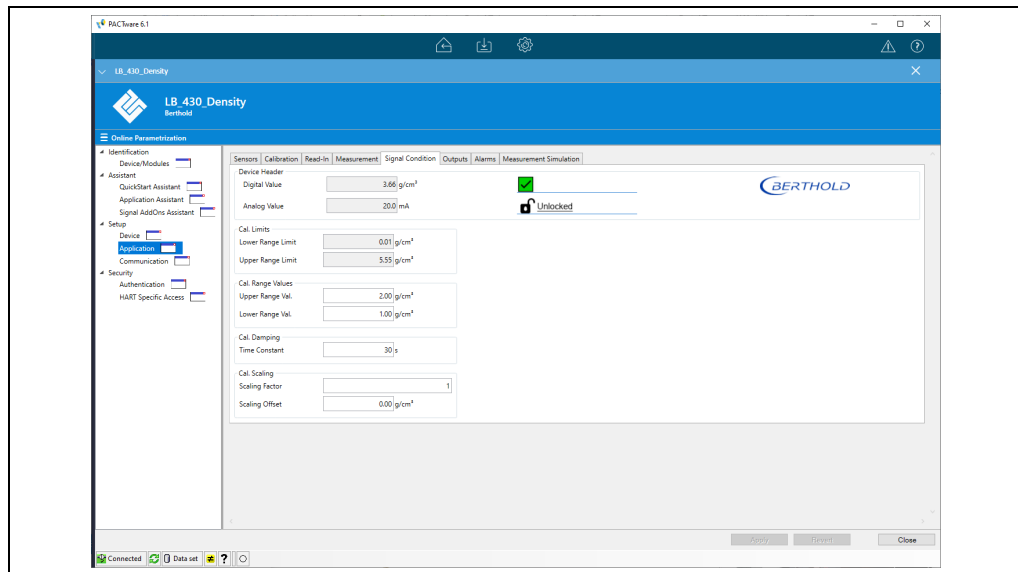 PACTware 6.1
LB_430_Density
LB_430_Density
Berthold
Online Parametrization
Identification
Device/Modules
Assistant
QuickStart Assistant
Application Assistant
Signal AddOns Assistant
Setup
Device
Application
Communication
Security
Authentication
HART Specific Access
Sensors Calibration Read-In Measurement Signal Condition Outputs Alarms Measurement Simulation
Device Header
Digital Value 3.66 g/cm³
Analog Value 20.0 mA Unlocked
BERTHOLD
Cal. Limits
Lower Range Limit 0.01 g/cm³
Upper Range Limit 5.55 g/cm³
Cal. Range Values
Upper Range Val. 2.00 g/cm³
Lower Range Val. 1.00 g/cm³
Cal. Damping
Time Constant 30 s
Cal. Scaling
Scaling Factor 1
Scaling Offset 0.00 g/cm³
Apply Revert Close
Connected Data set ?